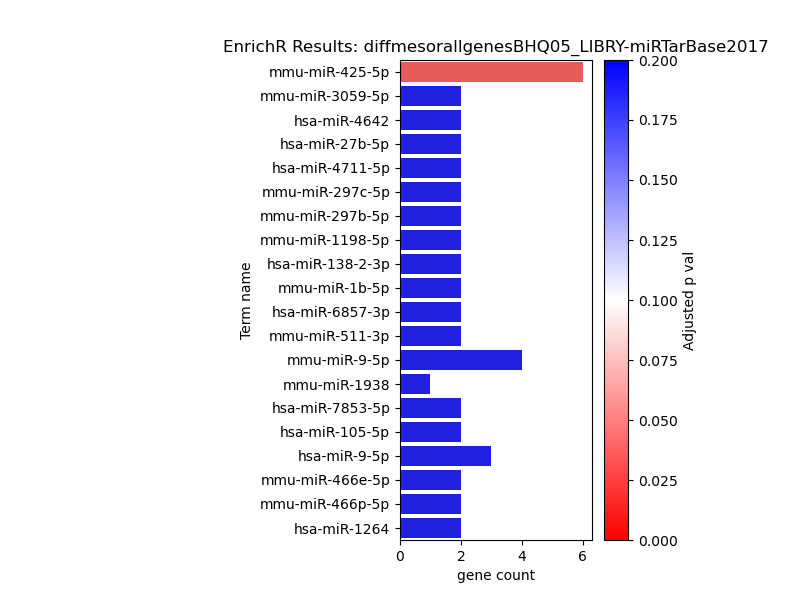 EnrichR Results: diffmesorallgenesBHQ05_LIBRY-miRTarBase2017
mmu-miR-425-5p
mmu-miR-3059-5p
hsa-miR-4642
hsa-miR-27b-5p
hsa-miR-4711-5p
mmu-miR-297c-5p
mmu-miR-297b-5p
mmu-miR-1198-5p
hsa-miR-138-2-3p
mmu-miR-1b-5p
hsa-miR-6857-3p
mmu-miR-511-3p
mmu-miR-9-5p
mmu-miR-1938
hsa-miR-7853-5p
hsa-miR-105-5p
hsa-miR-9-5p
mmu-miR-466e-5p
mmu-miR-466p-5p
hsa-miR-1264
Term name
0 2 4 6
gene count
0.200
0.175
0.150
0.125
0.100
0.075
0.050
0.025
0.000
Adjusted p val